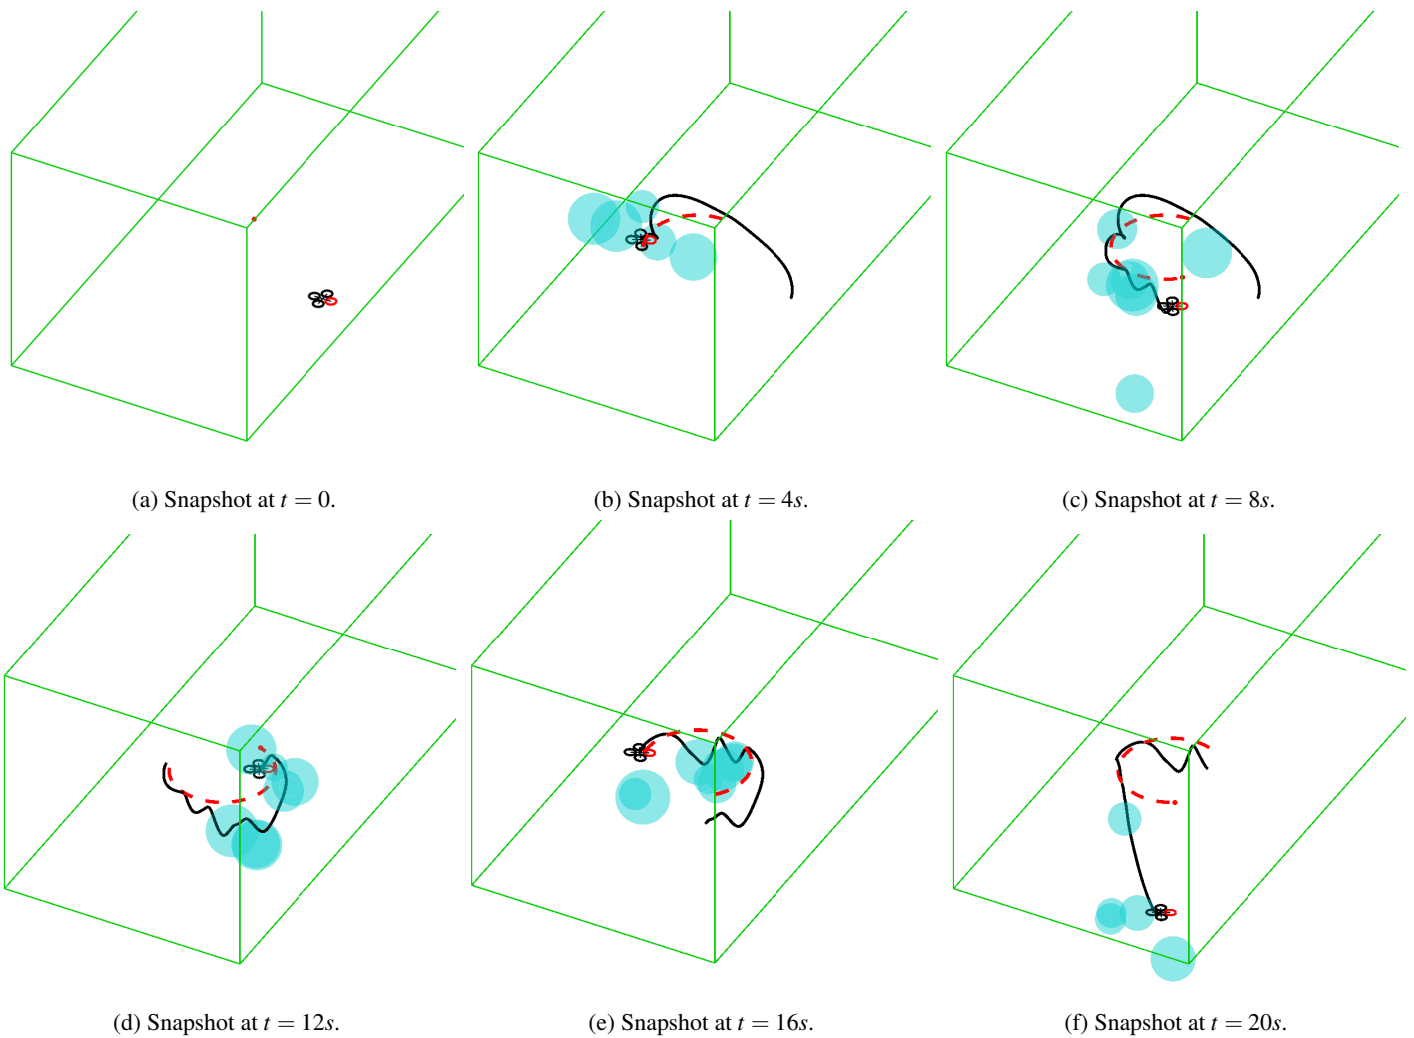 (a) Snapshot at t = 0.
(b) Snapshot at t = 4s.
(c) Snapshot at t = 8s.
(d) Snapshot at t = 12s.
(e) Snapshot at t = 16s.
(f) Snapshot at t = 20s.